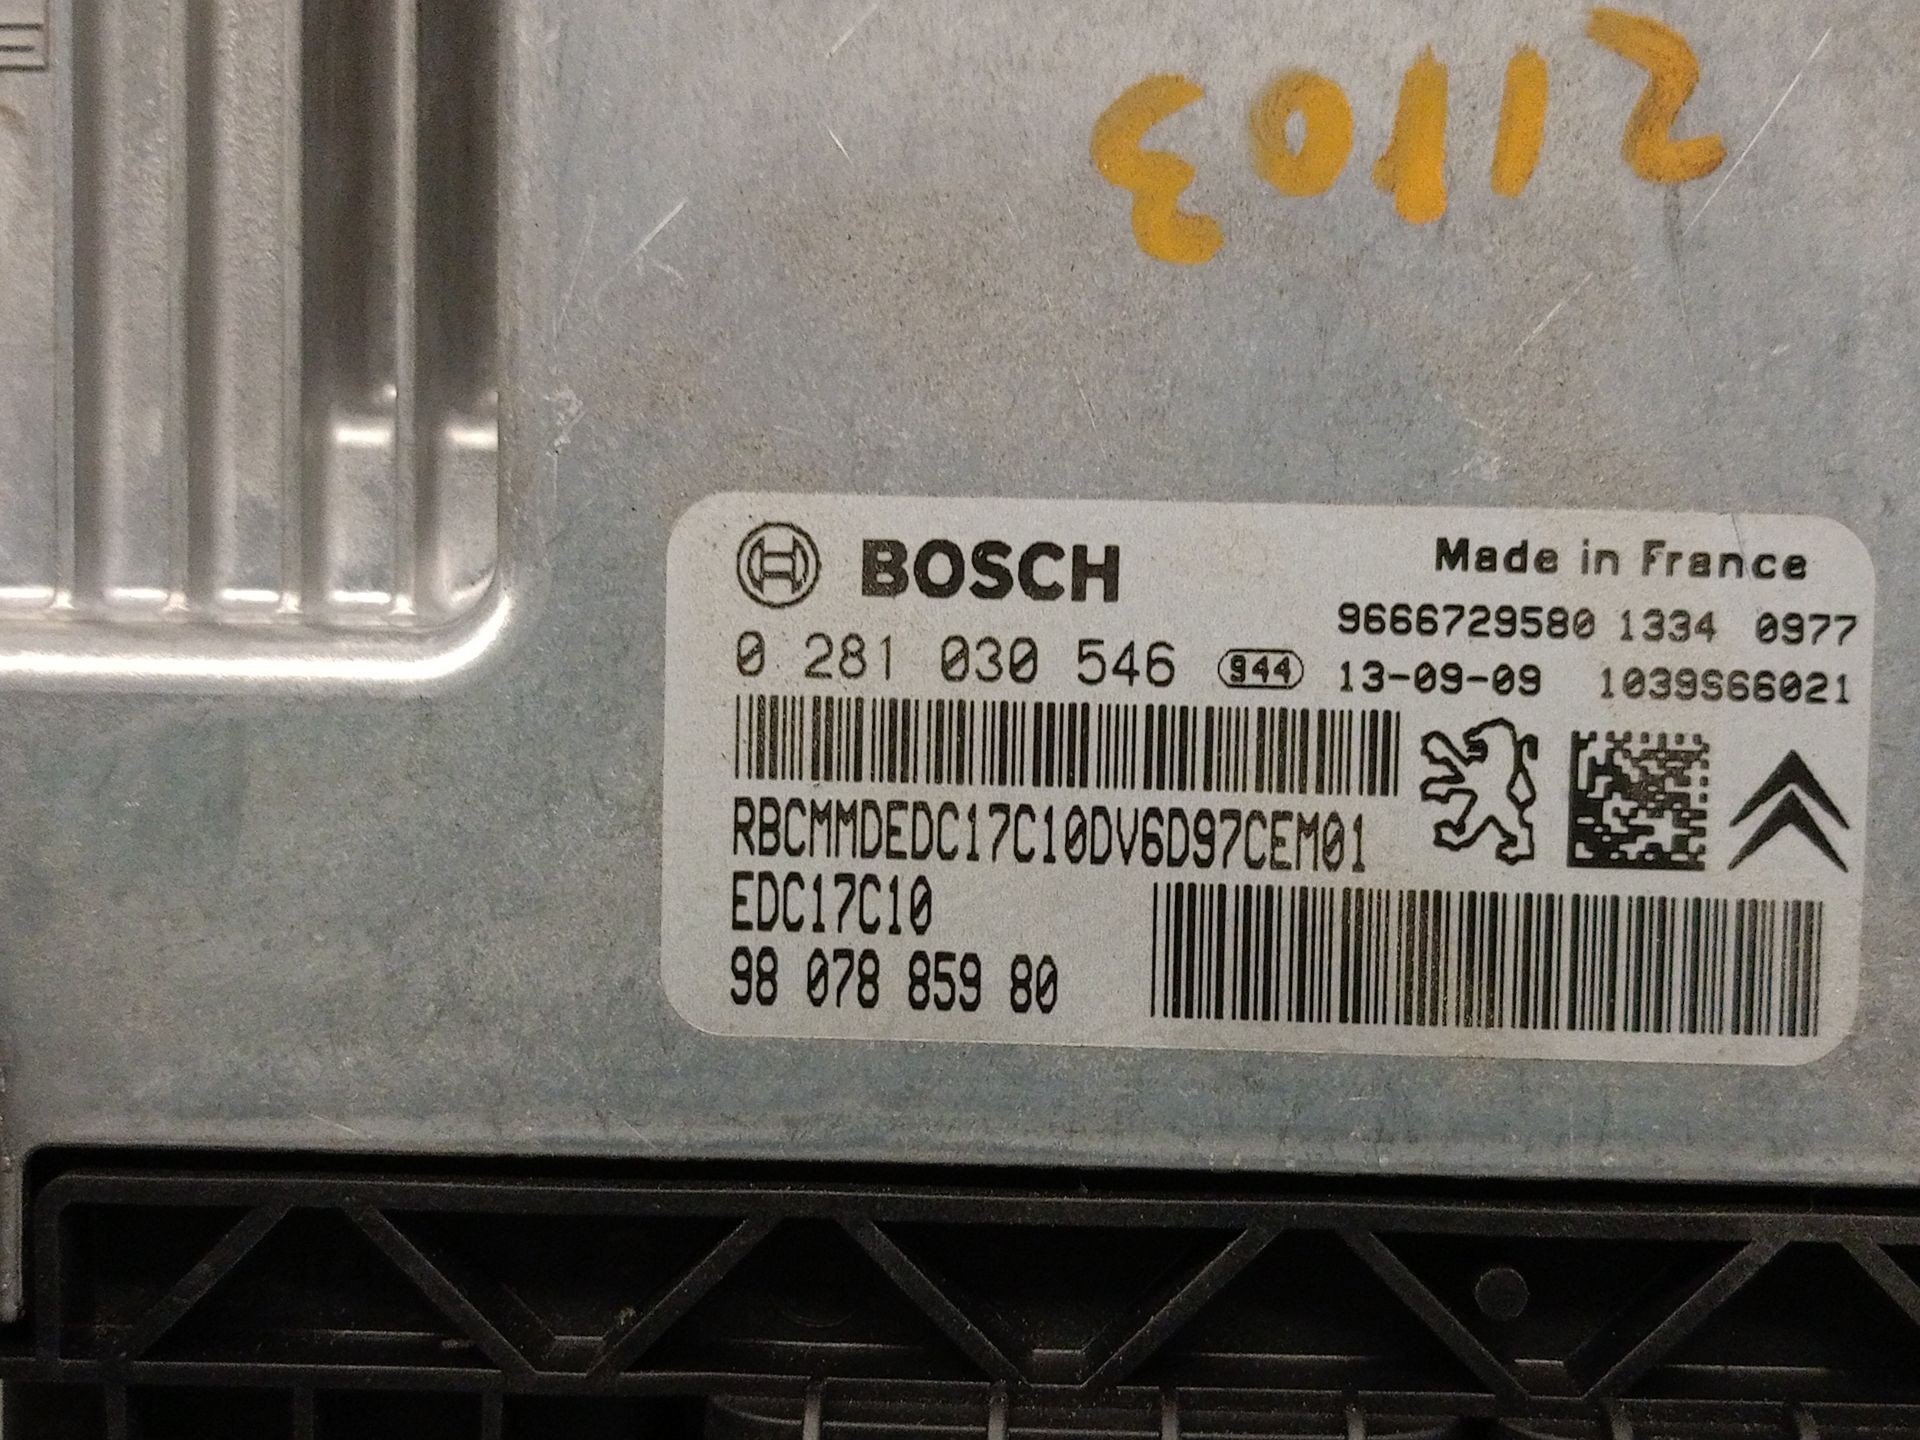 21103
BOSCH
Made in France
9666729580 1334 0977
0 281 030 546 944 13-09-09 1039S66021
RBCMMDEDC17C10DV6D97CEM01
EDC17C10
98 078 859 80